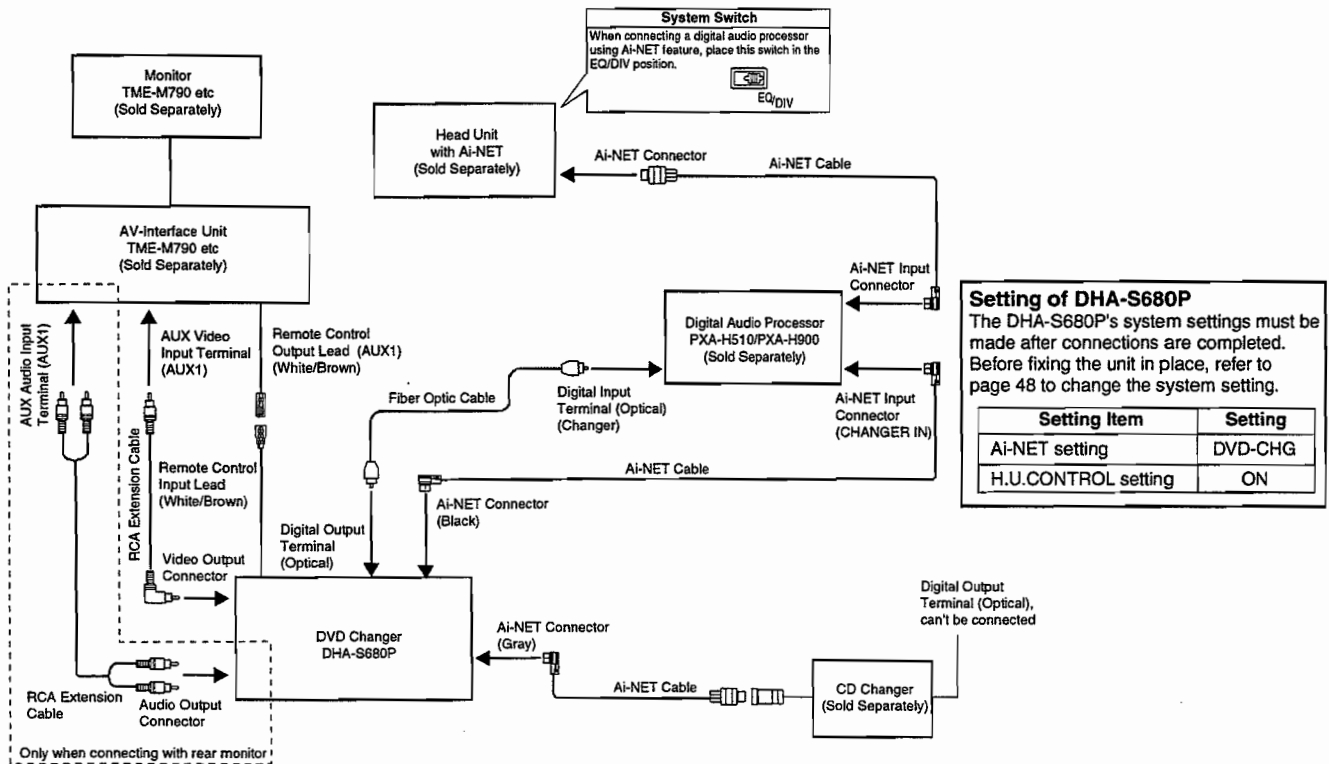 System Switch
When connecting a digital audio processor
using Ai-NET feature, place this switch in the
EQ/DIV position.
EQ/DIV
Monitor
TME-M790 etc
(Sold Separately)
Head Unit
with Ai-NET
(Sold Separately)
Ai-NET Connector
Ai-NET Cable
AV-Interface Unit
TME-M790 etc
(Sold Separately)
Ai-NET Input
Connector
Digital Audio Processor
PXA-H510/PXA-H900
(Sold Separately)
Setting of DHA-S680P
The DHA-S680P's system settings must be
made after connections are completed.
Before fixing the unit in place, refer to
page 48 to change the system setting.
Setting Item Setting
Ai-NET setting DVD-CHG
H.U.CONTROL setting ON
AUX Audio Input
Terminal (AUX1)
AUX Video
Input Terminal
(AUX1)
Remote Control
Output Lead (AUX1)
(White/Brown)
Fiber Optic Cable
Digital Input
Terminal (Optical)
(Changer)
Ai-NET Input
Connector
(CHANGER IN)
RCA Extension Cable
Remote Control
Input Lead
(White/Brown)
Ai-NET Cable
Ai-NET Connector
(Black)
Digital Output
Terminal
(Optical)
Video Output
Connector
DVD Changer
DHA-S680P
Ai-NET Connector
(Gray)
Ai-NET Cable
Digital Output
Terminal (Optical),
can't be connected
CD Changer
(Sold Separately)
RCA Extension
Cable
Audio Output
Connector
Only when connecting with rear monitor